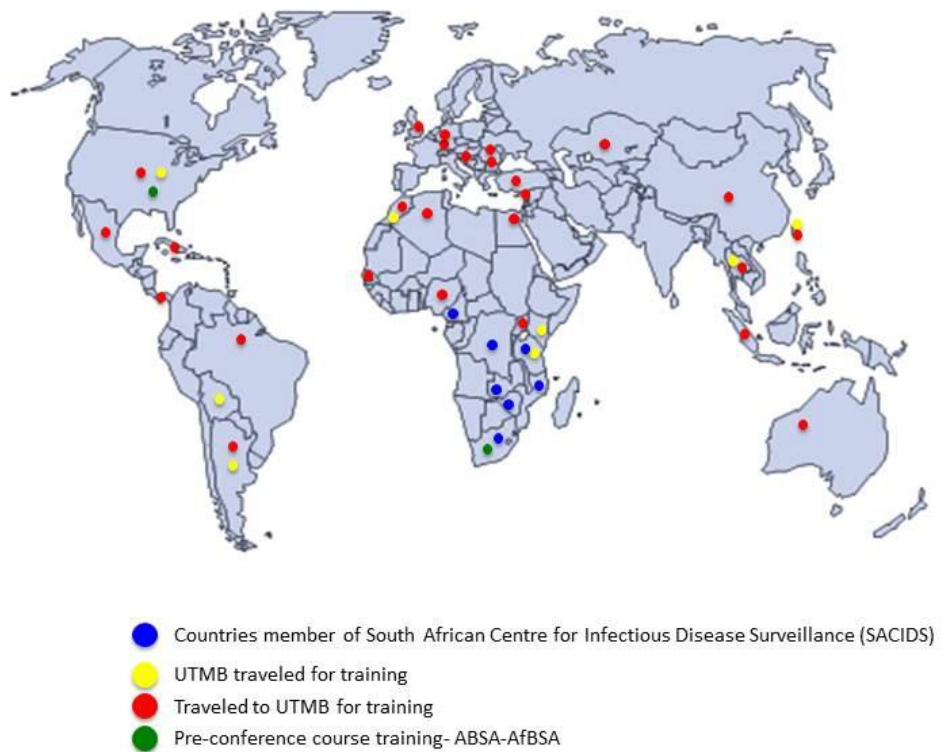 Countries member of South African Centre for Infectious Disease Surveillance (SACIDS)
UTMB traveled for training
Traveled to UTMB for training
Pre-conference course training- ABSA-AfBSA